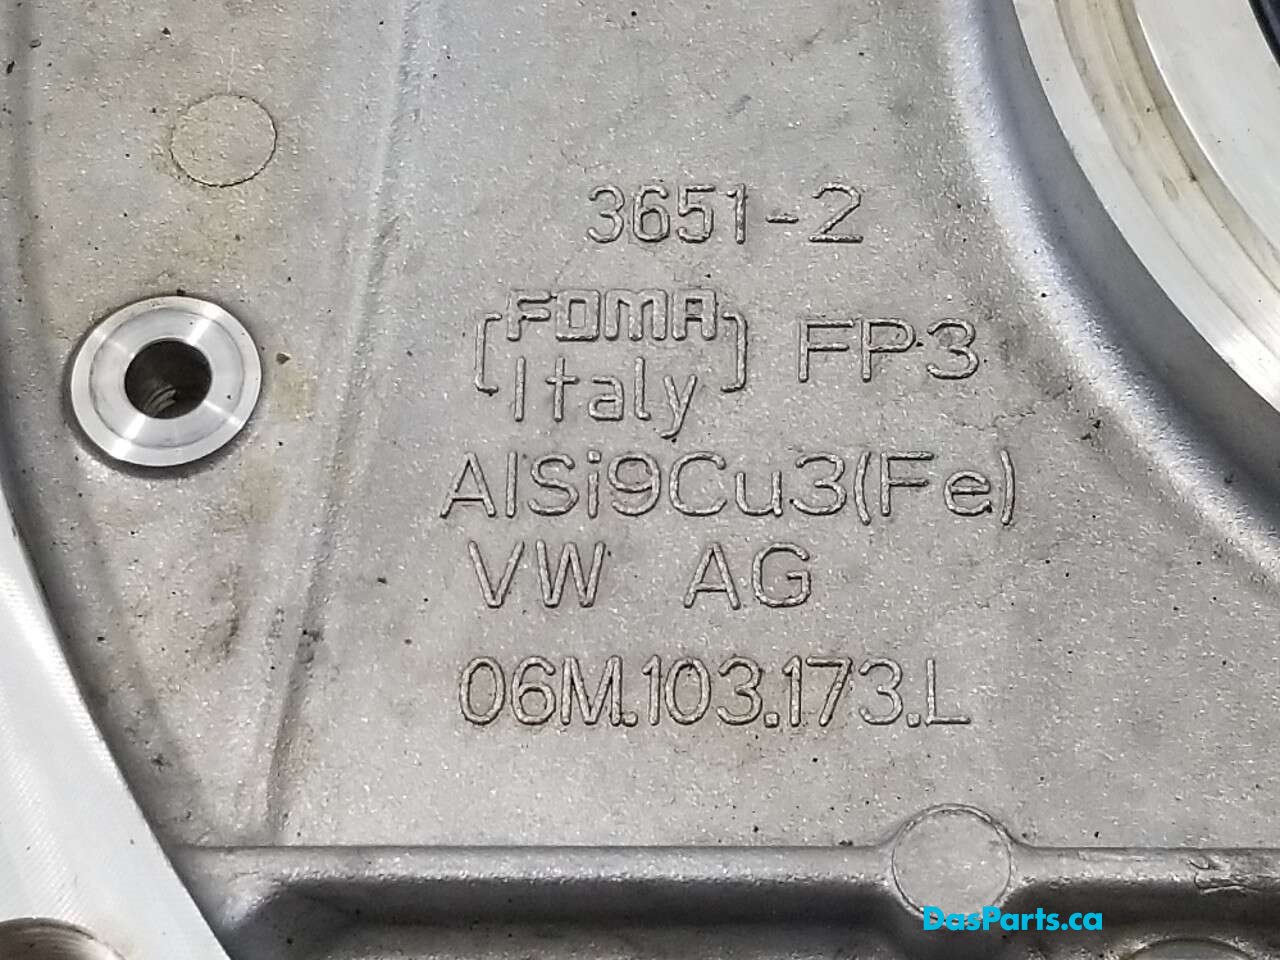 3651-2
FOMA
Italy
FP3
AlSi9Cu3(Fe)
VW AG
06M.103.173.L
DasParts.ca